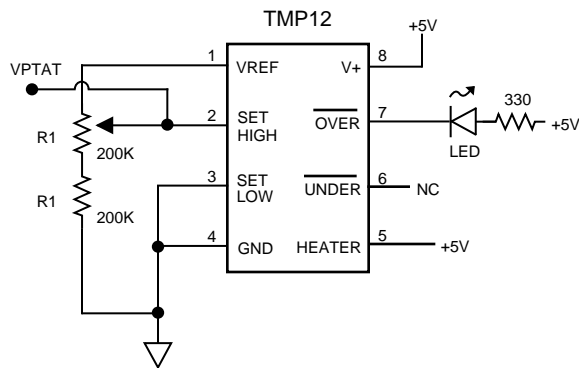 TMP12
+5V
1
VREF
V+
8
VPTAT
R1
200K
2
SET
HIGH
OVER
7
LED
330
+5V
R1
200K
3
SET
LOW
UNDER
6
NC
4
GND
HEATER
5
+5V